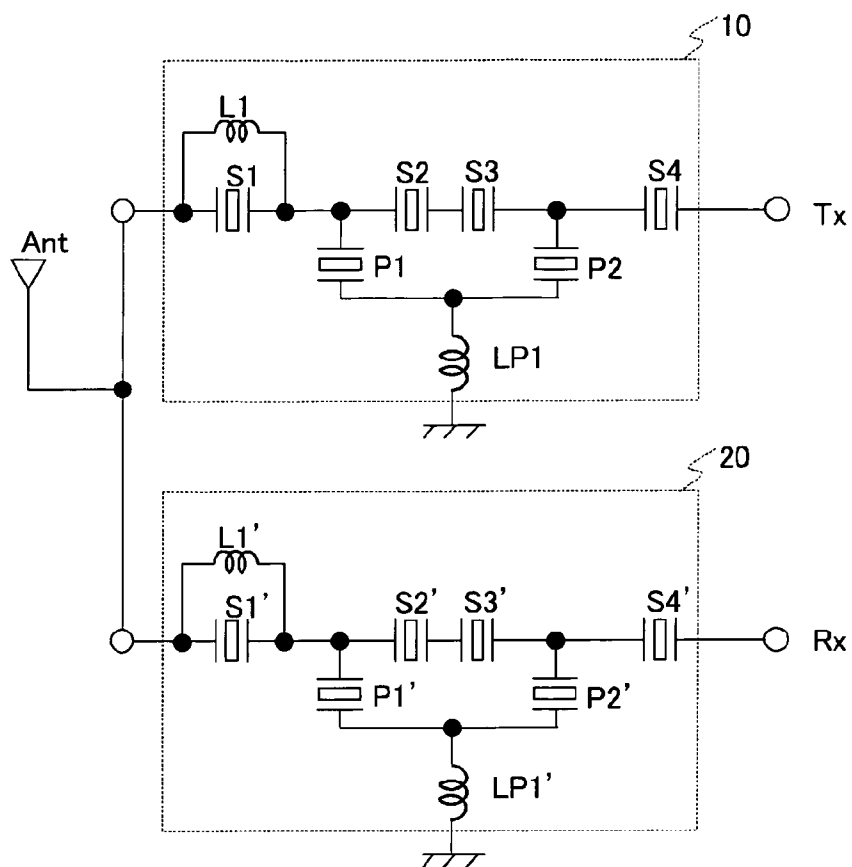 10
L1
S1
S2
S3
S4
Tx
Ant
P1
P2
LP1
20
L1'
S1'
S2'
S3'
S4'
Rx
P1'
P2'
LP1'